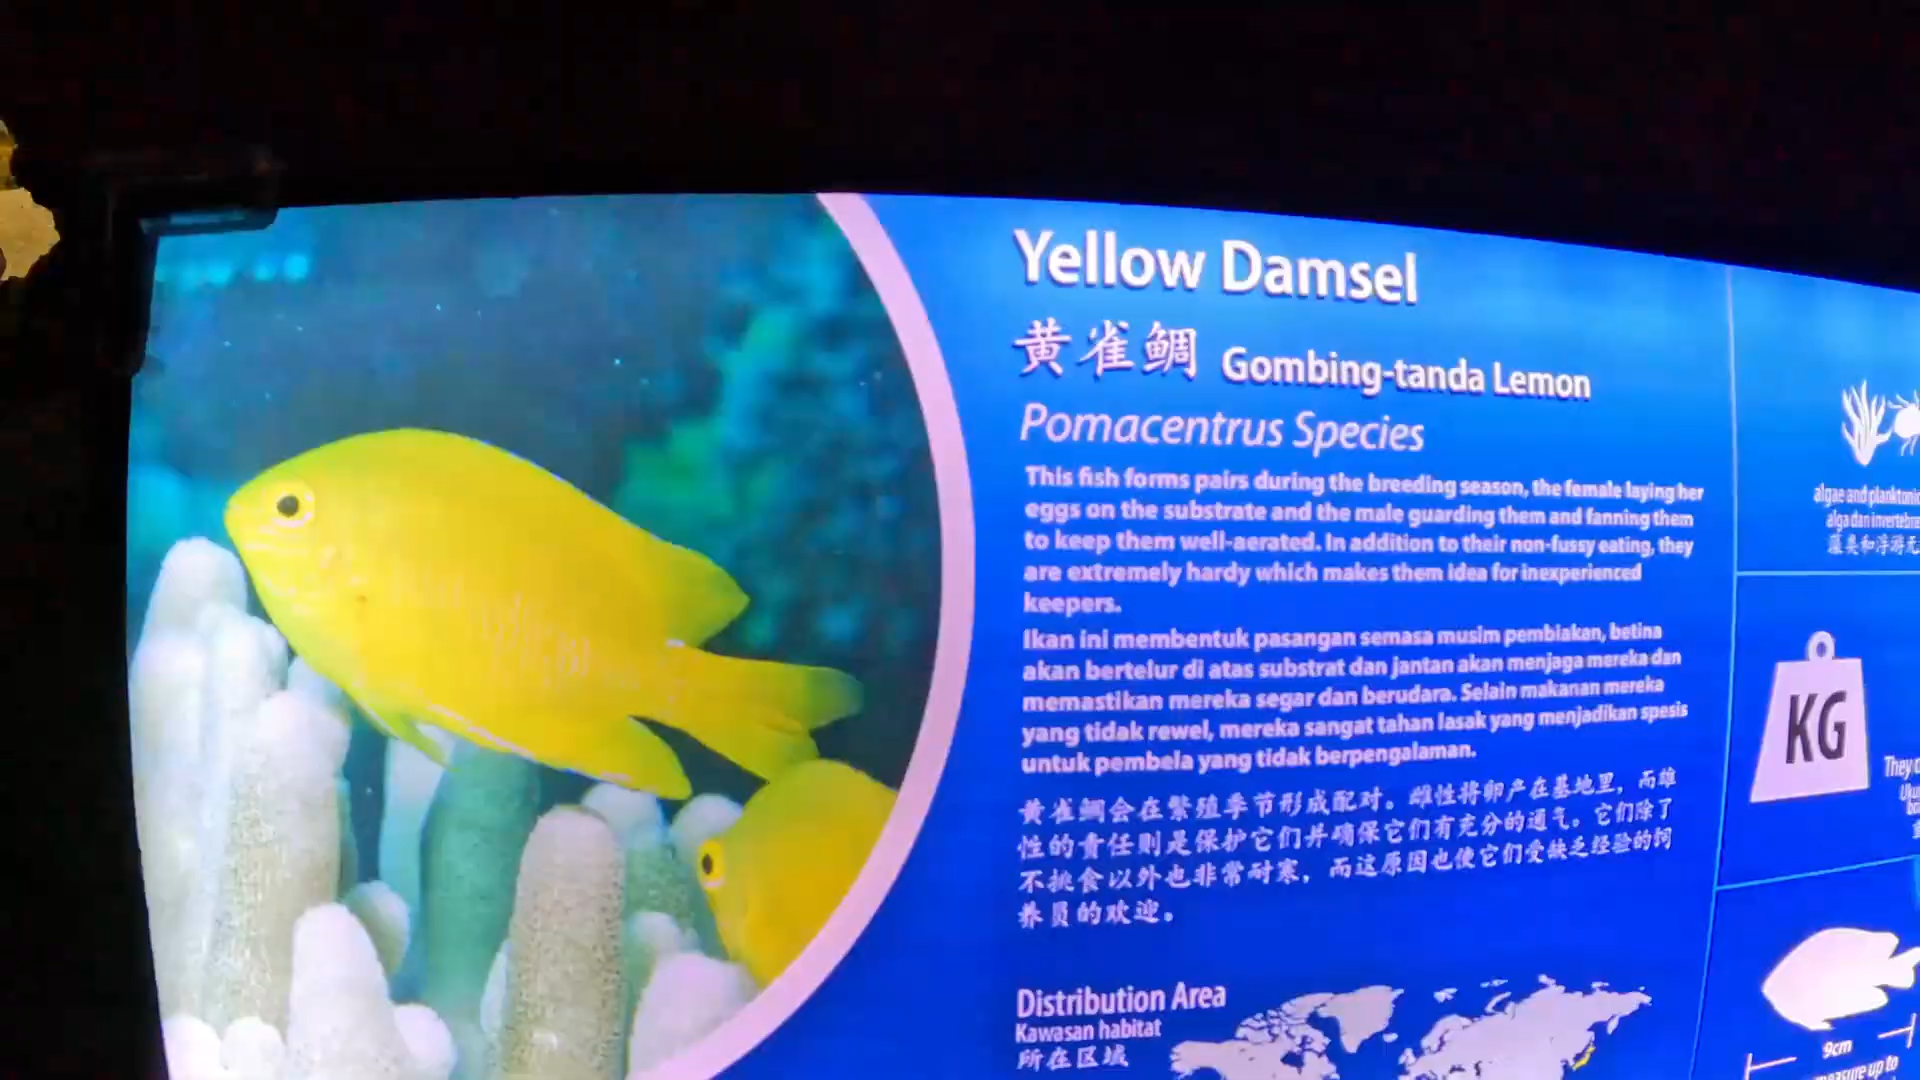 Yellow Damsel
黄雀鲷 Gombing-tanda Lemon
Pomacentrus Species
This fish forms pairs during the breeding season, the female laying her
eggs on the substrate and the male guarding them and fanning them
to keep them well-aerated. In addition to their non-fussy eating, they
are extremely hardy which makes them idea for inexperienced
keepers.
Ikan ini membentuk pasangan semasa musim pembiakan, betina
akan bertelur di atas substrat dan jantan akan menjaga mereka dan
memastikan mereka segar dan berudara. Selain makanan mereka
yang tidak rewel, mereka sangat tahan lasak yang menjadikan spesis
untuk pembela yang tidak berpengalaman.
黄雀鲷会在繁殖季节形成配对。雌性将卵产在基地里，而雄
性的责任则是保护它们并确保它们有充分的通气。它们除了
不挑食以外也非常耐寒，而这原因也使它们受缺乏经验的饲
养员的欢迎。
Distribution Area
Kawasan habitat
所在区域
algae and planktonic
alga dan
藻类和浮游无
KG
They
9cm
measure up to